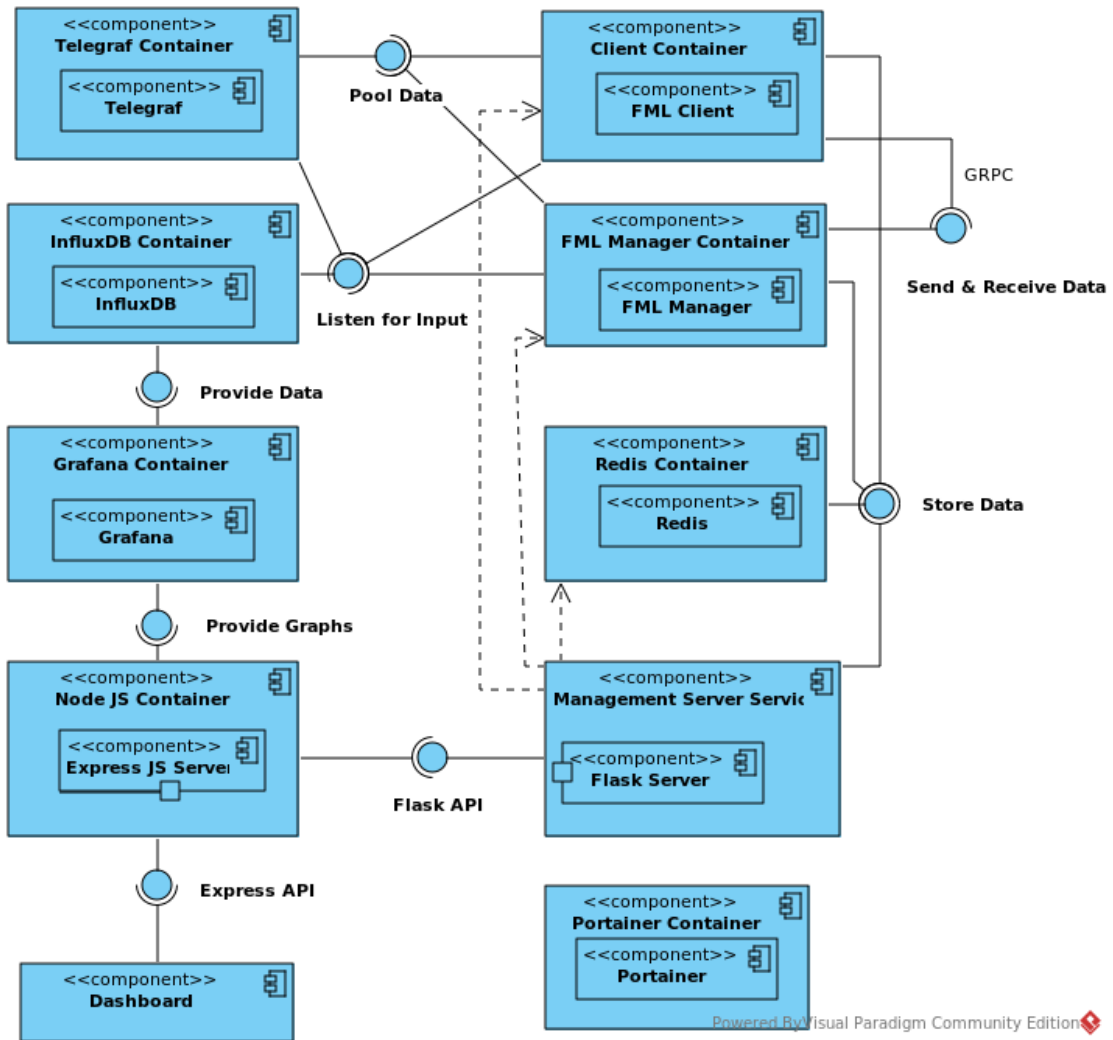 <<component>>
Telegraf Container
<<component>>
Telegraf
Pool Data
<<component>>
Client Container
<<component>>
FML Client
GRPC
<<component>>
InfluxDB Container
<<component>>
InfluxDB
Listen for Input
<<component>>
FML Manager Container
<<component>>
FML Manager
Send & Receive Data
Provide Data
<<component>>
Grafana Container
<<component>>
Grafana
<<component>>
Redis Container
<<component>>
Redis
Store Data
Provide Graphs
<<component>>
Node JS Container
<<component>>
Express JS Server
Flask API
<<component>>
Management Server Servic
<<component>>
Flask Server
Express API
<<component>>
Portainer Container
<<component>>
Portainer
<<component>>
Dashboard
Powered By Visual Paradigm Community Edition